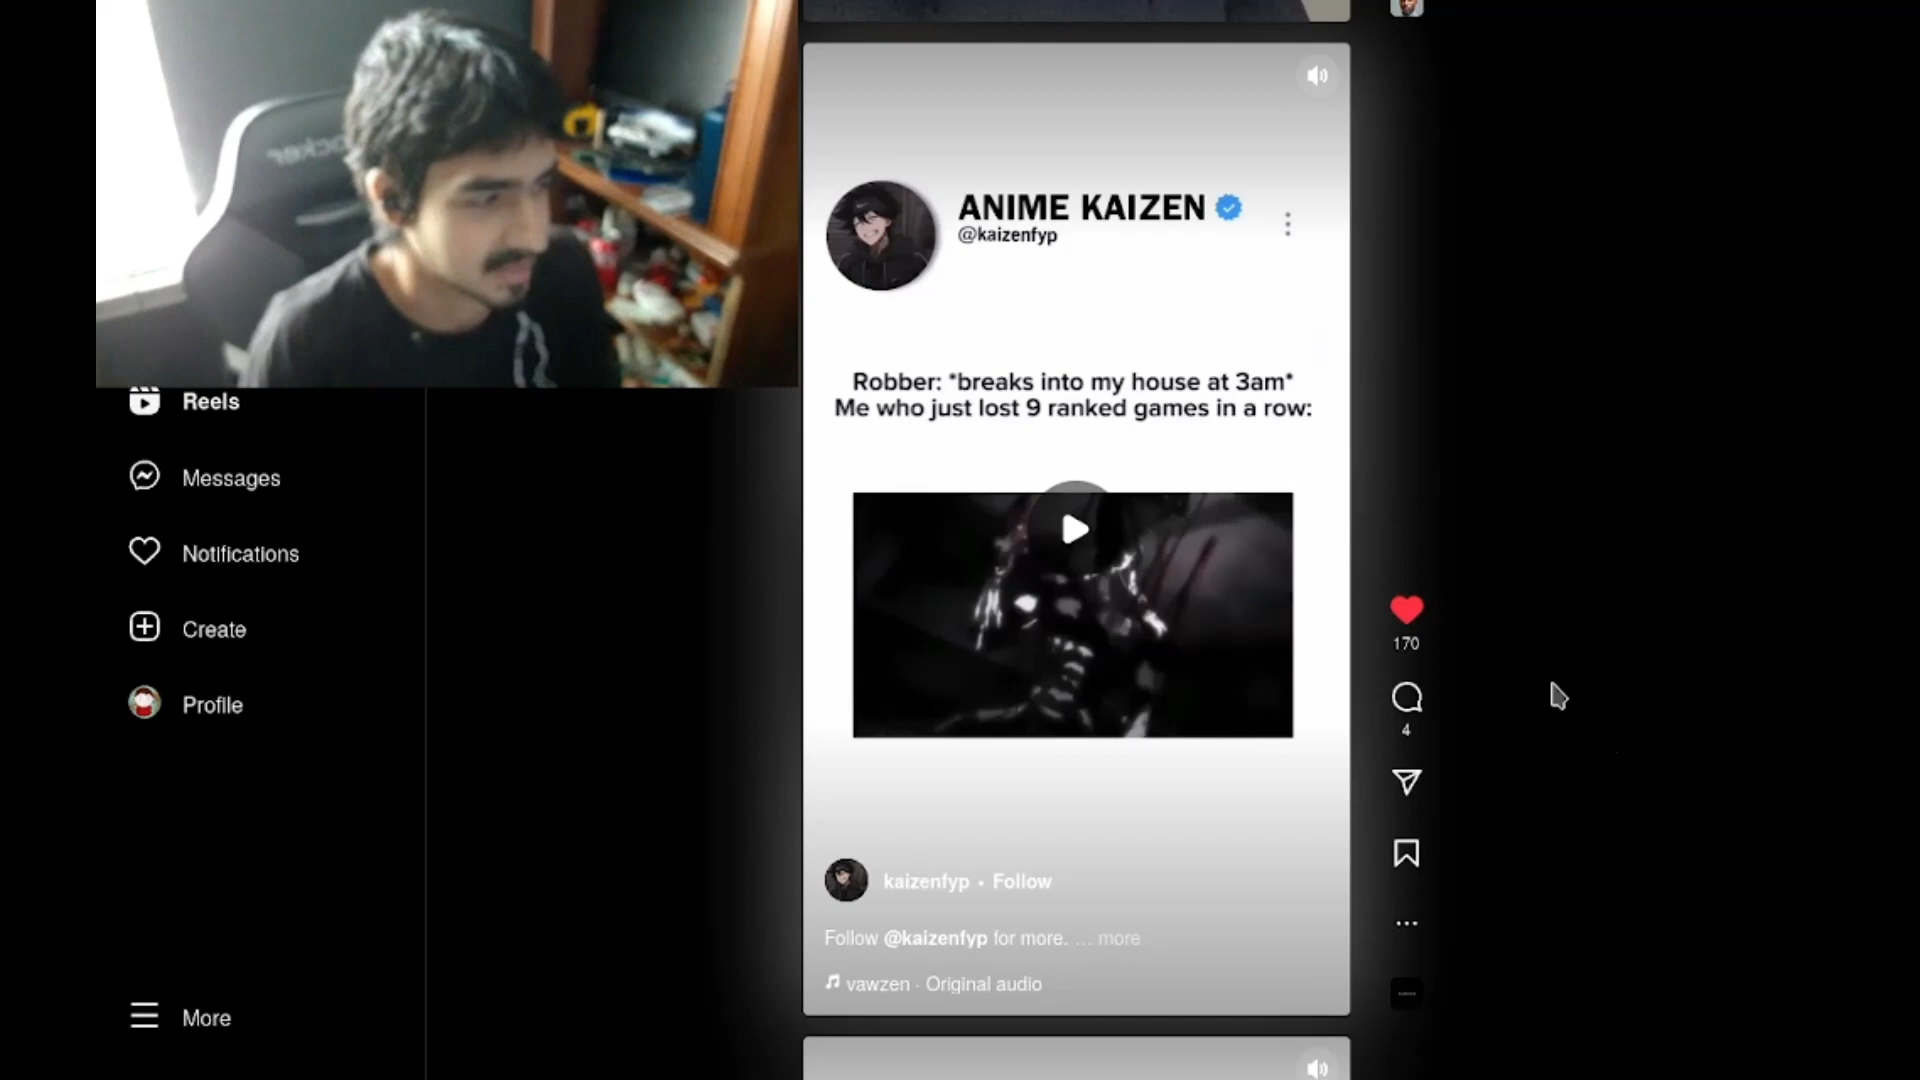 ANIME KAIZEN
@kaizenfyp
Robber: *breaks into my house at 3am*
Me who just lost 9 ranked games in a row:
Reels
Messages
Notifications
Create
Profile
More
170
4
kaizenfyp • Follow
Follow @kaizenfyp for more. … more
vawzen · Original audio